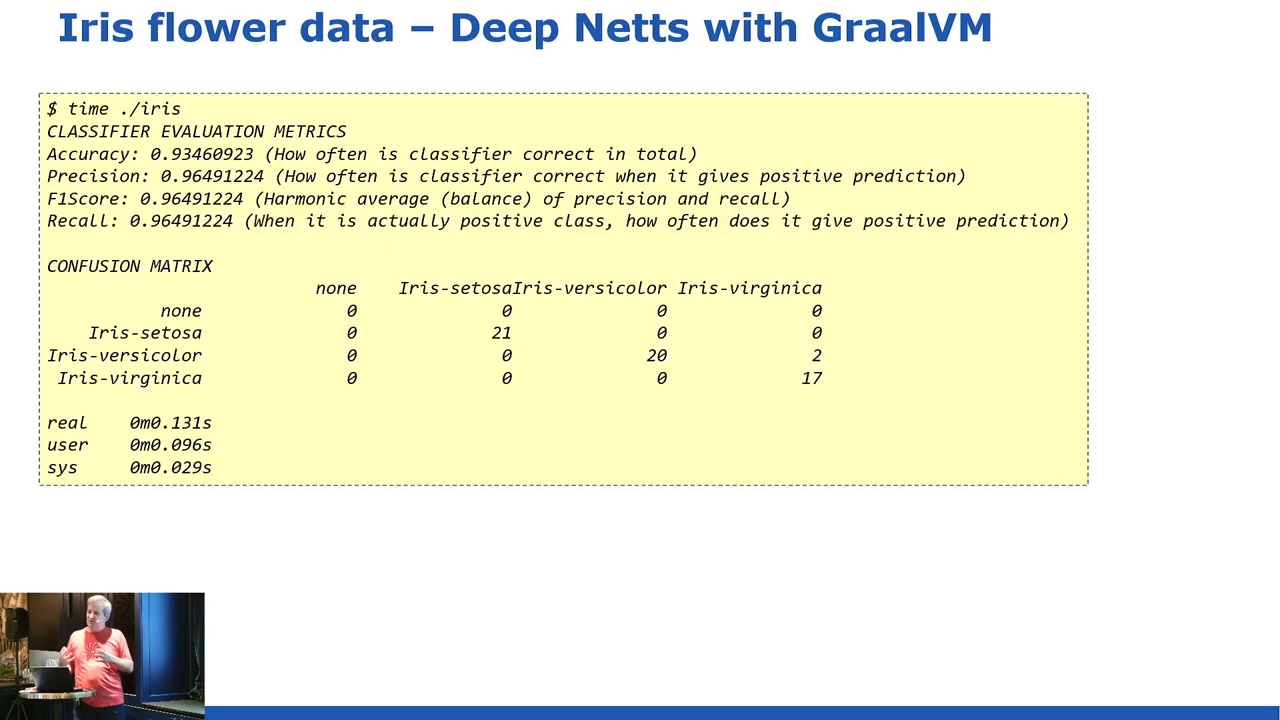 Iris flower data – Deep Netts with GraalVM
$ time ./iris
CLASSIFIER EVALUATION METRICS
Accuracy: 0.93460923 (How often is classifier correct in total)
Precision: 0.96491224 (How often is classifier correct when it gives positive prediction)
F1Score: 0.96491224 (Harmonic average (balance) of precision and recall)
Recall: 0.96491224 (When it is actually positive class, how often does it give positive prediction)
CONFUSION MATRIX
none Iris-setosaIris-versicolor Iris-virginica
none 0 0 0 0
Iris-setosa 0 21 0 0
Iris-versicolor 0 0 20 2
Iris-virginica 0 0 0 17
real 0m0.131s
user 0m0.096s
sys 0m0.029s